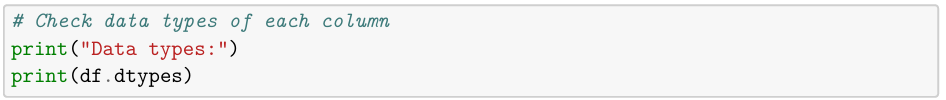 # Check data types of each column
print("Data types:")
print(df.dtypes)